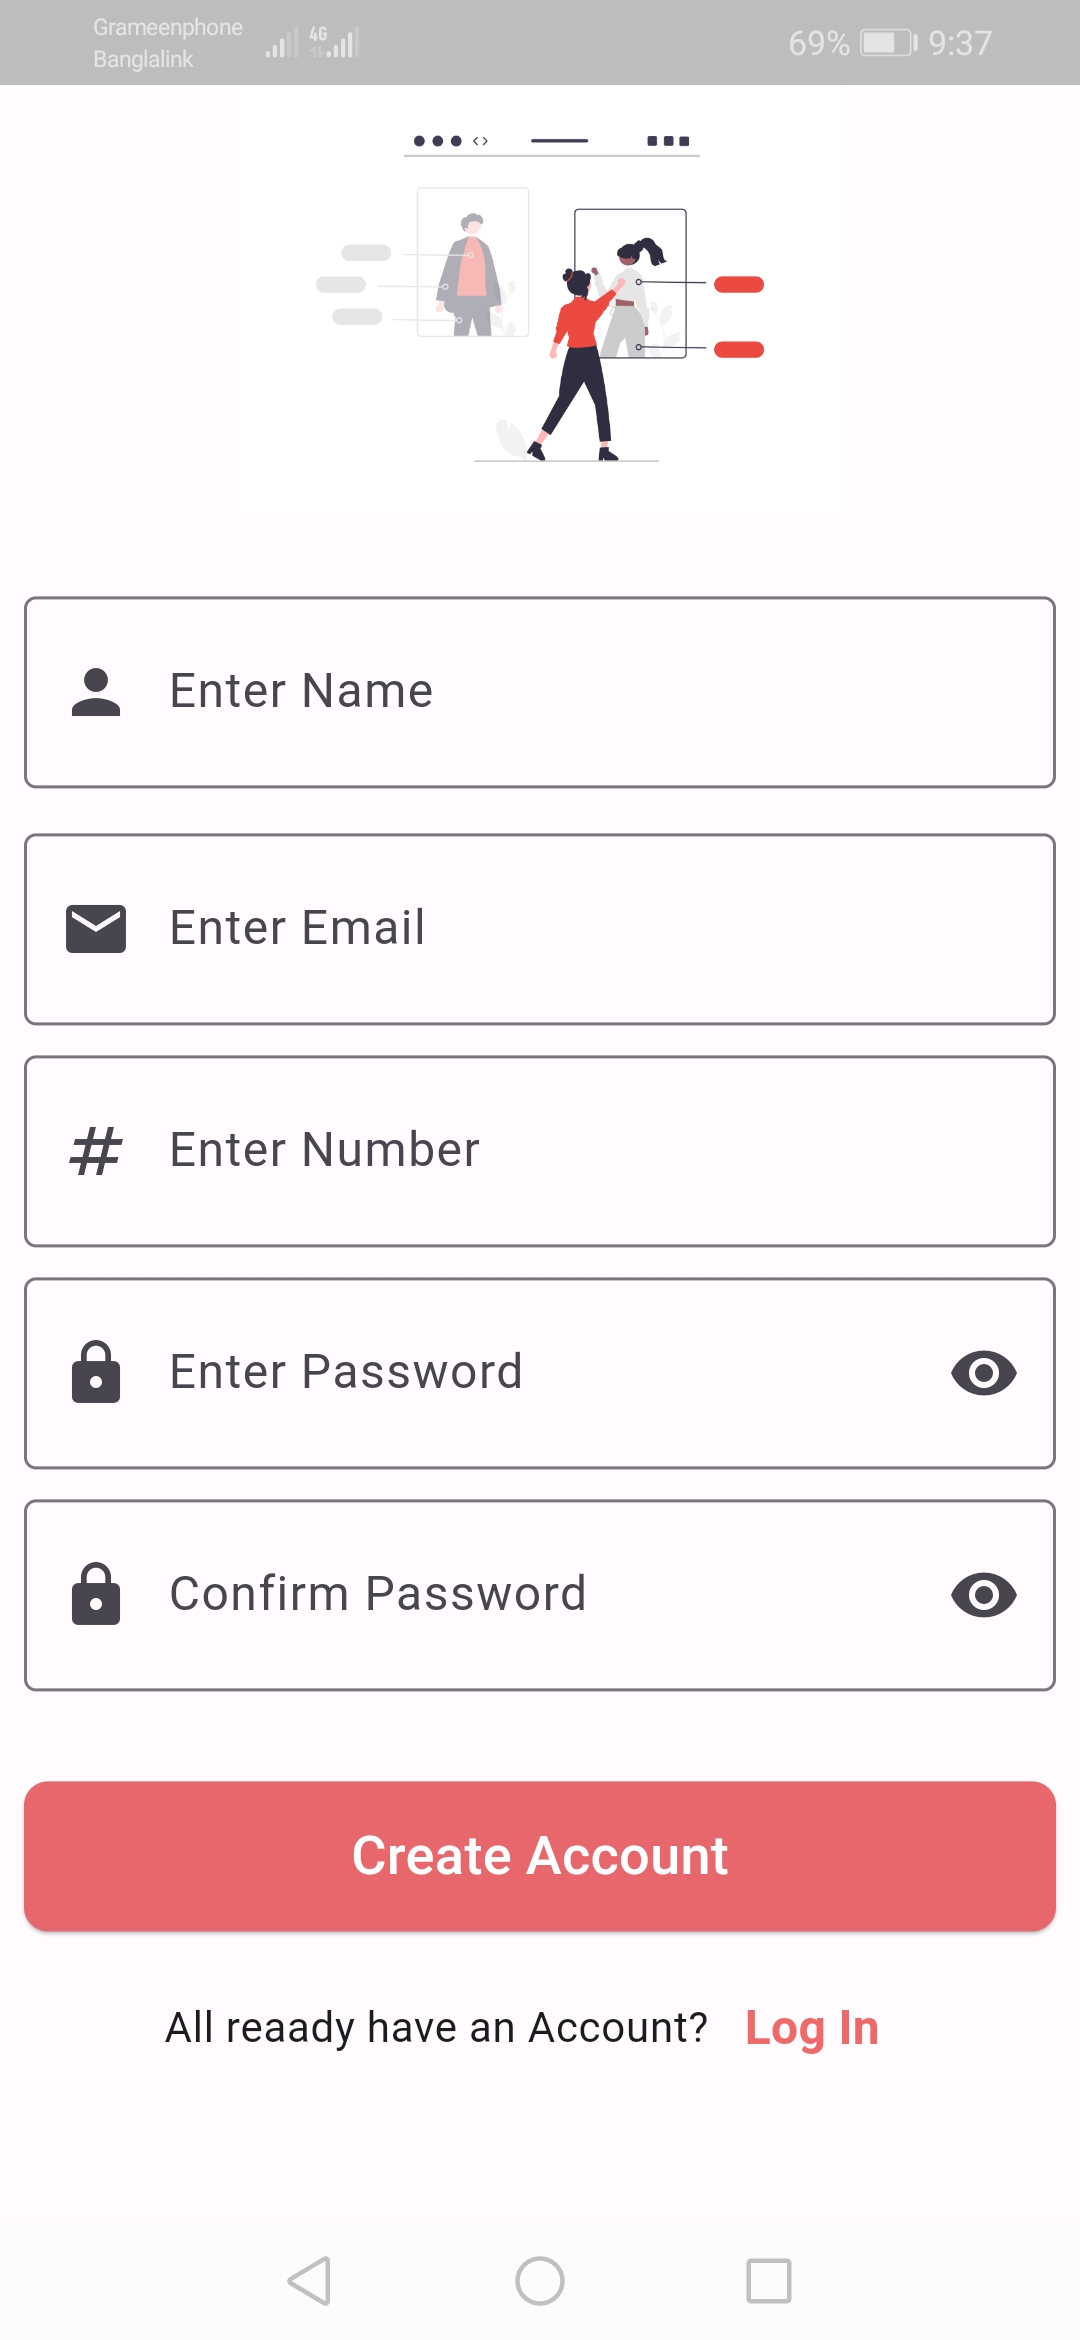 Grameenphone
Banglalink
4G
69% 9:37
Enter Name
Enter Email
Enter Number
Enter Password
Confirm Password
Create Account
All reaady have an Account? Log In